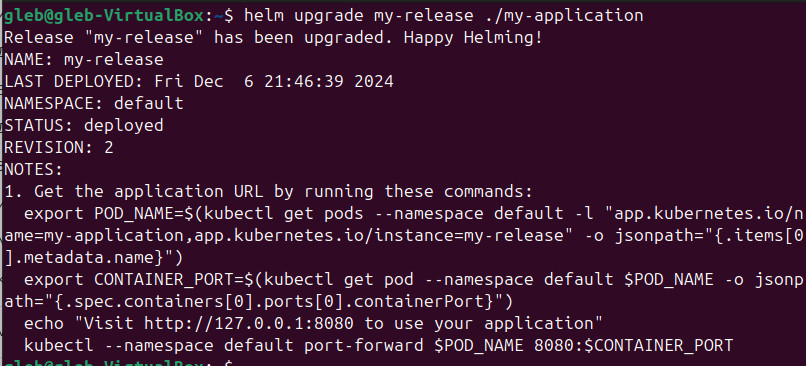 gleb@gleb-VirtualBox:~$ helm upgrade my-release ./my-application
Release "my-release" has been upgraded. Happy Helming!
NAME: my-release
LAST DEPLOYED: Fri Dec  6 21:46:39 2024
NAMESPACE: default
STATUS: deployed
REVISION: 2
NOTES:
1. Get the application URL by running these commands:
  export POD_NAME=$(kubectl get pods --namespace default -l "app.kubernetes.io/n
ame=my-application,app.kubernetes.io/instance=my-release" -o jsonpath="{.items[0
].metadata.name}")
  export CONTAINER_PORT=$(kubectl get pod --namespace default $POD_NAME -o jsonp
ath="{.spec.containers[0].ports[0].containerPort}")
  echo "Visit http://127.0.0.1:8080 to use your application"
  kubectl --namespace default port-forward $POD_NAME 8080:$CONTAINER_PORT
gleb@gleb-VirtualBox:~$